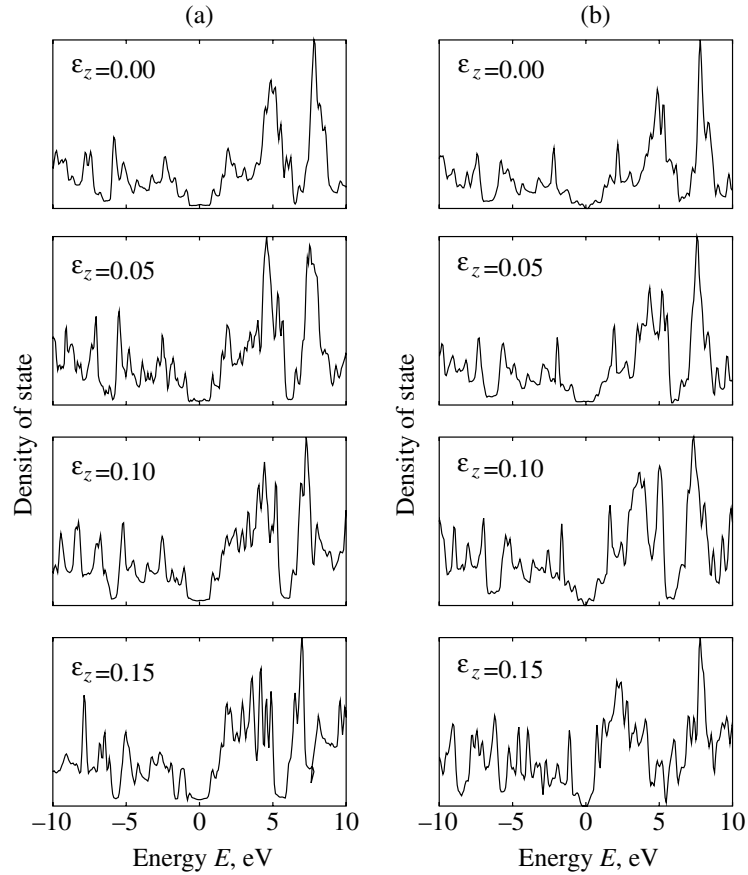 (a)
(b)
ε_z=0.00
ε_z=0.00
ε_z=0.05
ε_z=0.05
Density of state
Density of state
ε_z=0.10
ε_z=0.10
ε_z=0.15
ε_z=0.15
−10 −5 0 5 10
−10 −5 0 5 10
Energy E, eV
Energy E, eV